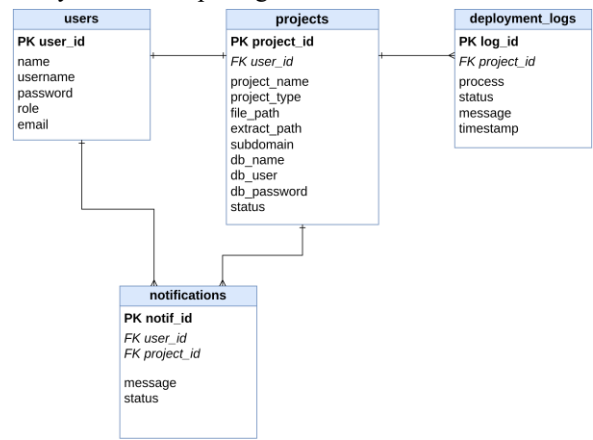 users
PK user_id
name
username
password
role
email
projects
PK project_id
FK user_id
project_name
project_type
file_path
extract_path
subdomain
db_name
db_user
db_password
status
deployment_logs
PK log_id
FK project_id
process
status
message
timestamp
notifications
PK notif_id
FK user_id
FK project_id
message
status